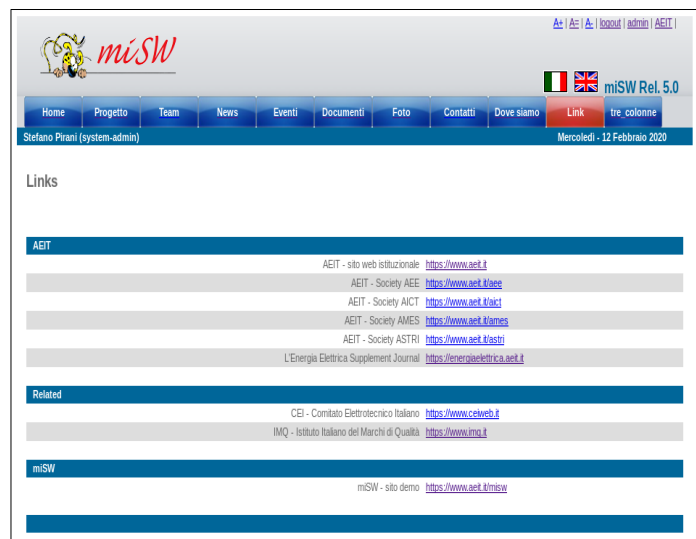 A+ | A= | A- | logout | admin | AEIT |
miSW
miSW Rel. 5.0
Home Progetto Team News Eventi Documenti Foto Contatti Dove siamo Link tre_colonne
Stefano Pirani (system-admin) Mercoledì - 12 Febbraio 2020
Links
AEIT
AEIT - sito web istituzionale https://www.aeit.it
AEIT - Society AEE https://www.aeit.it/aee
AEIT - Society AICT https://www.aeit.it/aict
AEIT - Society AMES https://www.aeit.it/ames
AEIT - Society ASTRI https://www.aeit.it/astri
L'Energia Elettrica Supplement Journal https://energiaelettrica.aeit.it
Related
CEI - Comitato Elettrotecnico Italiano https://www.ceiweb.it
IMQ - Istituto Italiano del Marchi di Qualità https://www.imq.it
miSW
miSW - sito demo https://www.aeit.it/misw